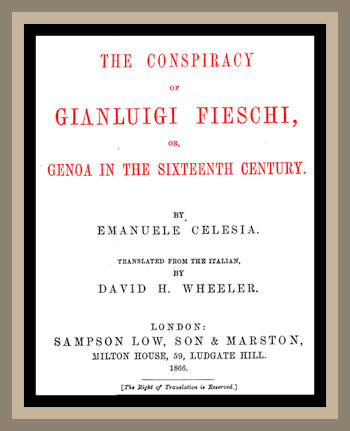 THE CONSPIRACY
OF
GIANLUIGI FIESCHI,
OR,
GENOA IN THE SIXTEENTH CENTURY.
BY
EMANUELE CELESIA.
TRANSLATED FROM THE ITALIAN,
BY
DAVID H. WHEELER.
LONDON:
SAMPSON LOW, SON & MARSTON,
MILTON HOUSE, 59, LUDGATE HILL.
1866.
[The Right of Translation is Reserved.]